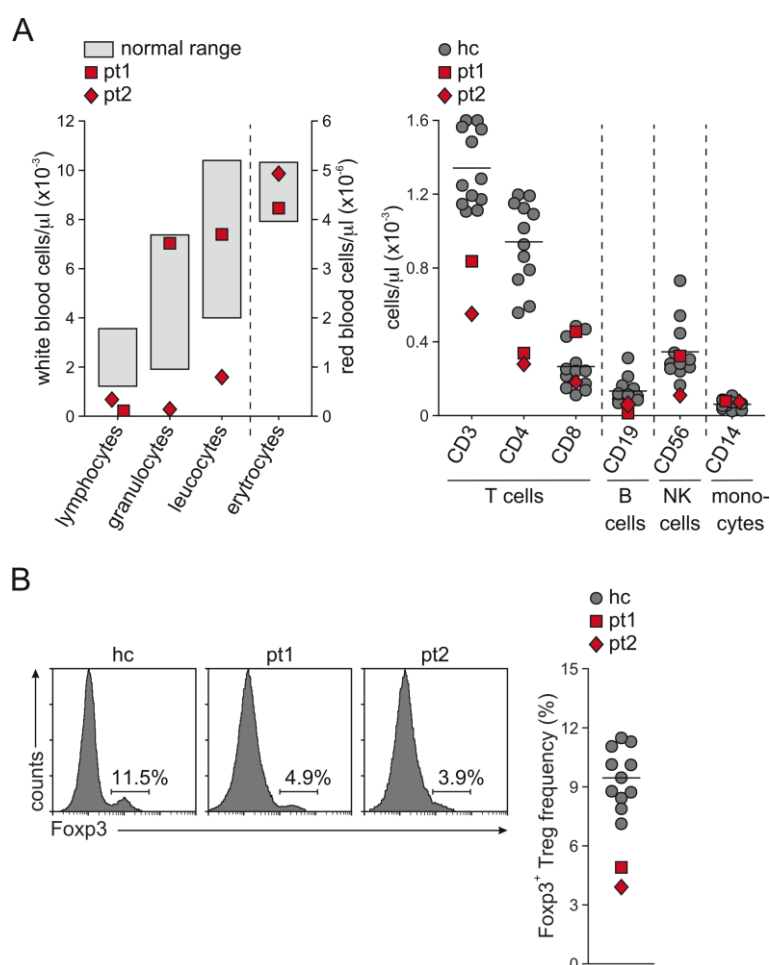 A
normal range
pt1
pt2
white blood cells/µl (x10⁻³)
12
10
8
6
4
2
0
red blood cells/µl (x10⁻⁶)
6
5
4
3
2
1
0
lymphocytes
granulocytes
leucocytes
erytrocytes
hc
pt1
pt2
cells/µl (x10⁻³)
1.6
1.2
0.8
0.4
0
CD3
CD4
CD8
CD19
CD56
CD14
T cells
B
cells
NK
cells
mono-
cytes
B
hc
pt1
pt2
counts
11.5%
4.9%
3.9%
Foxp3
hc
pt1
pt2
Foxp3⁺ Treg frequency (%)
15
12
9
6
3
0